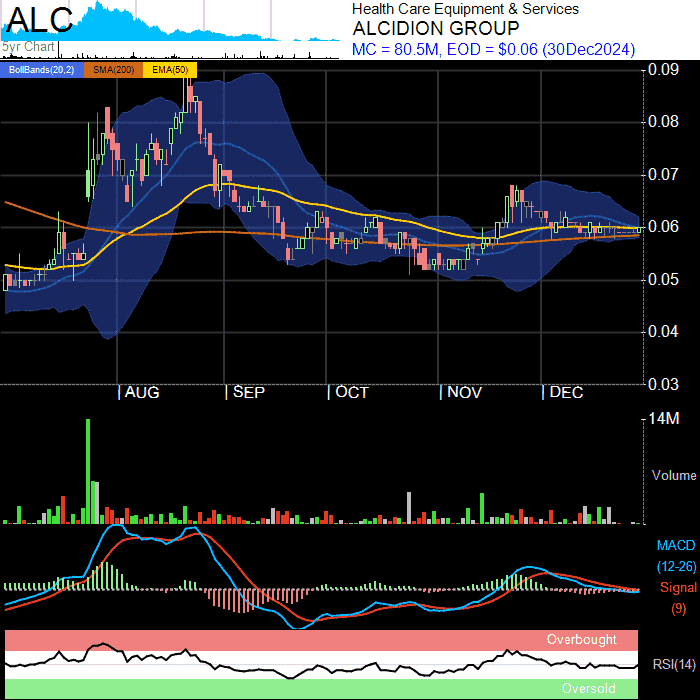 ALC
Health Care Equipment & Services
ALCIDION GROUP
5yr Chart
MC = 80.5M, EOD = $0.06 (30Dec2024)
BollBands(20,2) SMA(200) EMA(50)
0.09
0.08
0.07
0.06
0.05
0.04
0.03
AUG SEP OCT NOV DEC
14M
Volume
MACD
(12-26)
Signal
(9)
Overbought
RSI(14)
Oversold